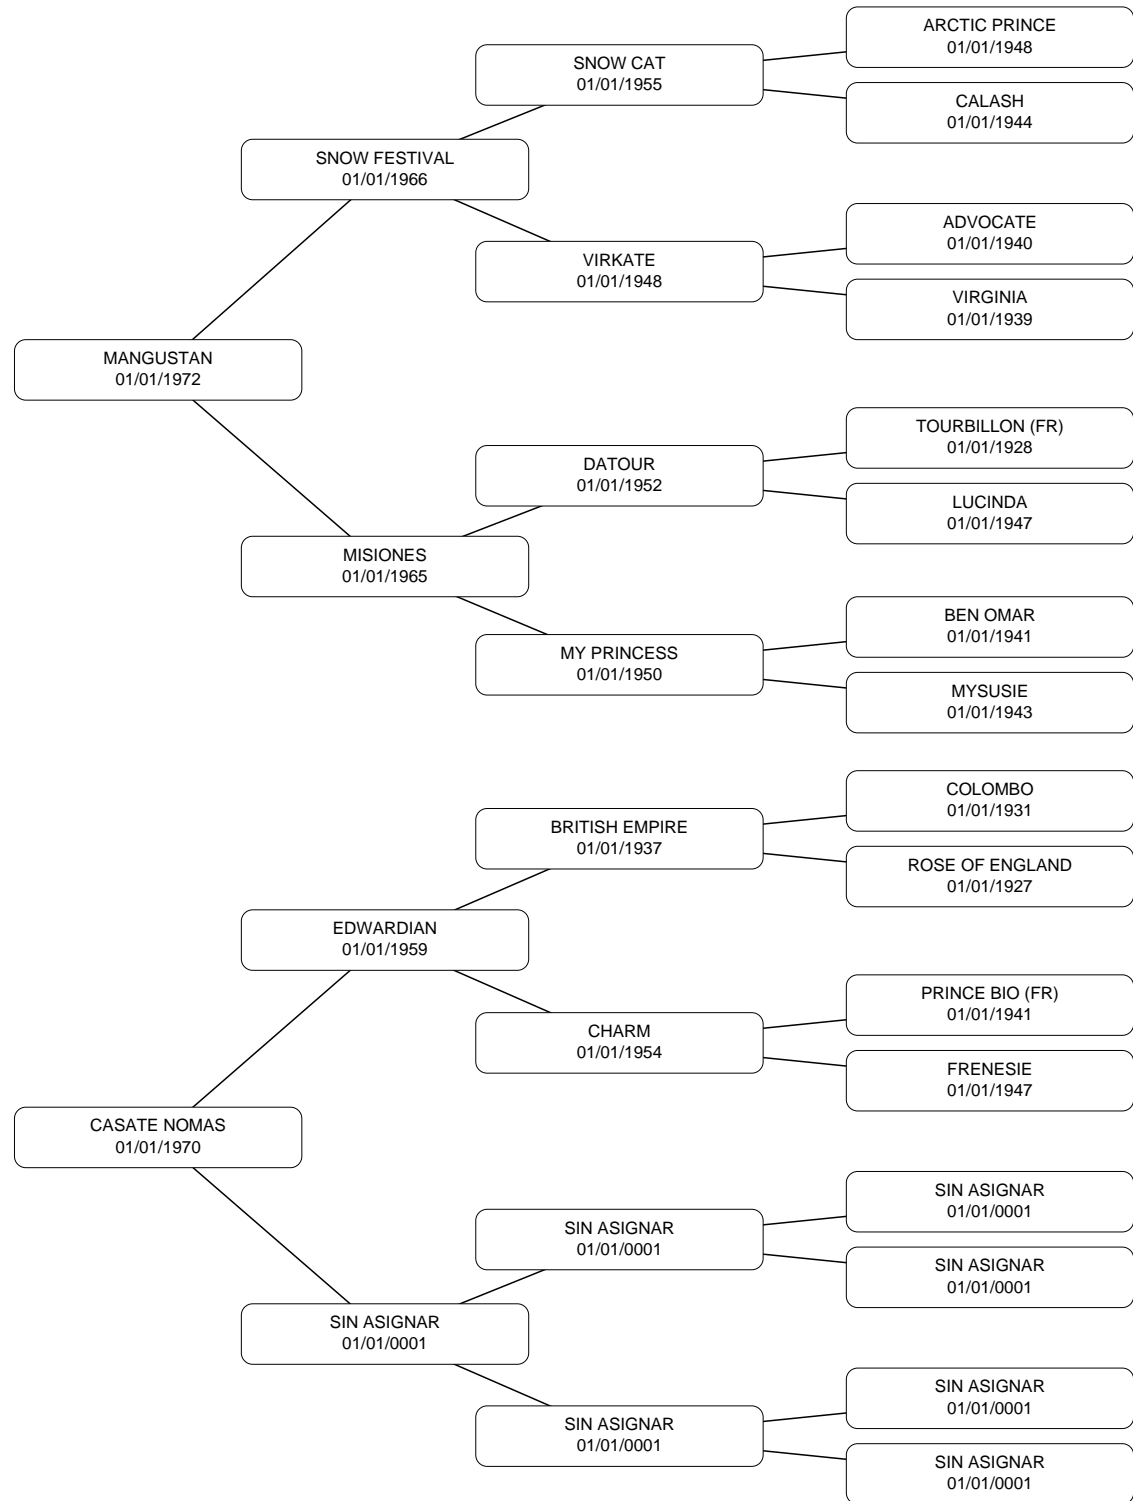 ARCTIC PRINCE
01/01/1948
SNOW CAT
01/01/1955
CALASH
01/01/1944
SNOW FESTIVAL
01/01/1966
ADVOCATE
01/01/1940
VIRKATE
01/01/1948
VIRGINIA
01/01/1939
MANGUSTAN
01/01/1972
TOURBILLON (FR)
01/01/1928
DATOUR
01/01/1952
LUCINDA
01/01/1947
MISIONES
01/01/1965
BEN OMAR
01/01/1941
MY PRINCESS
01/01/1950
MYSUSIE
01/01/1943
COLOMBO
01/01/1931
BRITISH EMPIRE
01/01/1937
ROSE OF ENGLAND
01/01/1927
EDWARDIAN
01/01/1959
PRINCE BIO (FR)
01/01/1941
CHARM
01/01/1954
FRENESIE
01/01/1947
CASATE NOMAS
01/01/1970
SIN ASIGNAR
01/01/0001
SIN ASIGNAR
01/01/0001
SIN ASIGNAR
01/01/0001
SIN ASIGNAR
01/01/0001
SIN ASIGNAR
01/01/0001
SIN ASIGNAR
01/01/0001
SIN ASIGNAR
01/01/0001